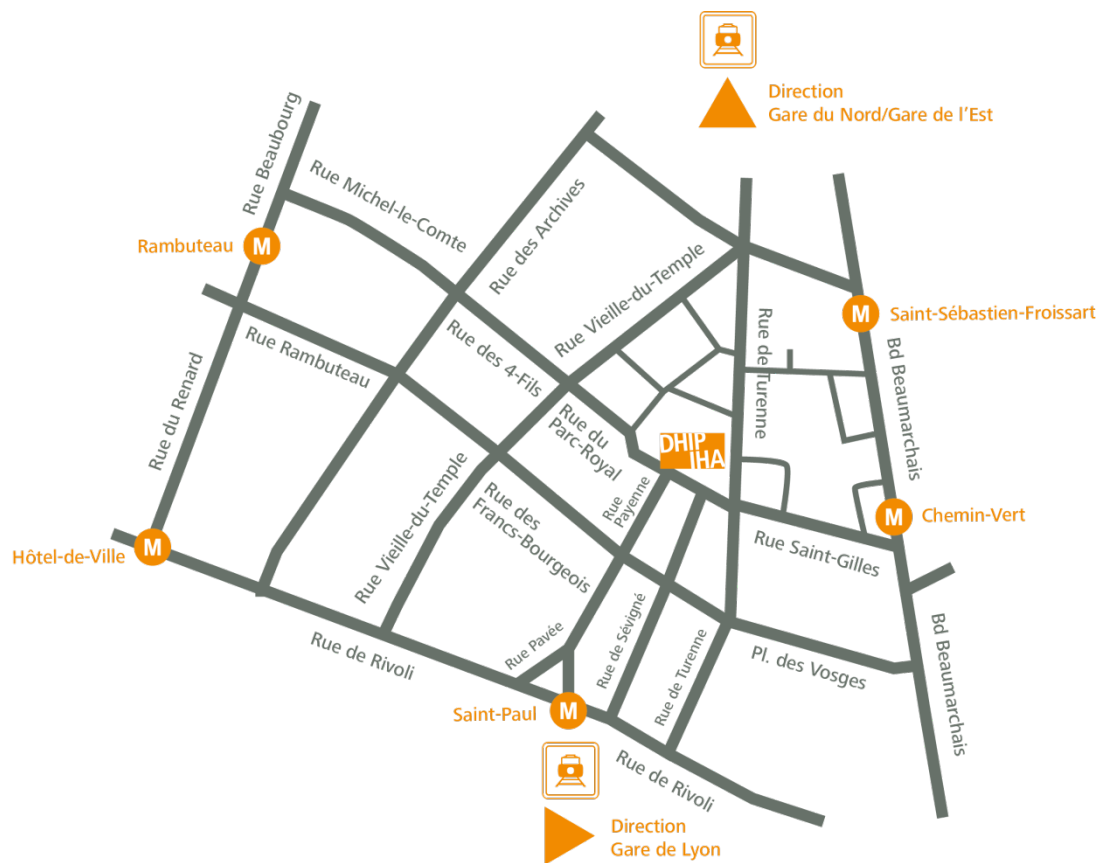 Direction
Gare du Nord/Gare de l'Est
Rue Beaubourg
Rue Michel-le-Comte
Rue des Archives
Rambuteau
M
Rue Vieille-du-Temple
Saint-Sébastien-Froissart
M
Rue Rambuteau
Rue des 4-Fils
Rue de Turenne
Bd Beaumarchais
Rue du Renard
Rue du
Parc-Royal
DHIP
IHA
Rue Vieille-du-Temple
Rue des
Francs-Bourgeois
Rue
Payenne
M
Chemin-Vert
Rue Saint-Gilles
Hôtel-de-Ville
M
Rue de Rivoli
Rue Pavée
Rue de Sévigné
Rue de Turenne
Pl. des Vosges
Bd Beaumarchais
Saint-Paul
M
Rue de Rivoli
Direction
Gare de Lyon